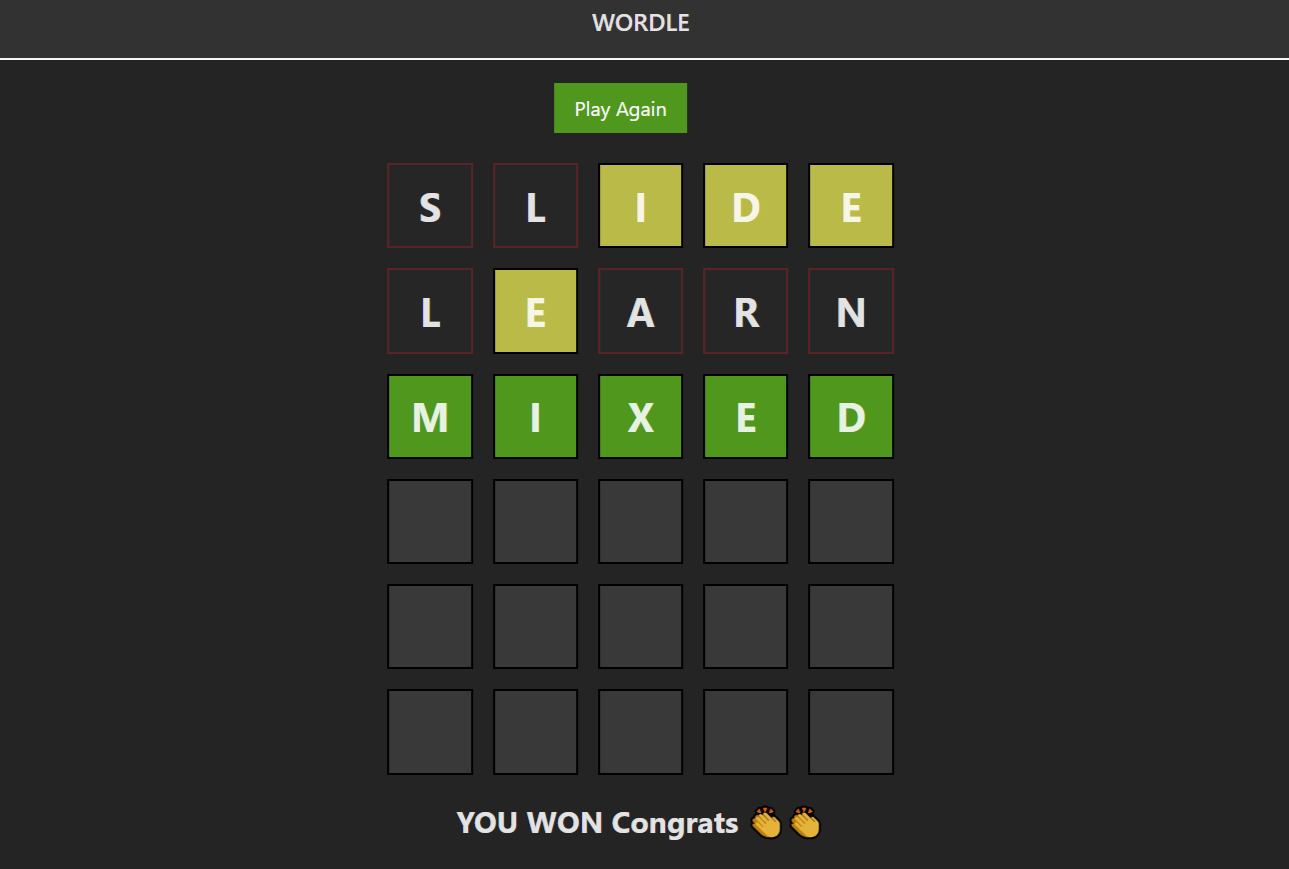 WORDLE
Play Again
S L I D E
L E A R N
M I X E D
YOU WON Congrats 👏👏